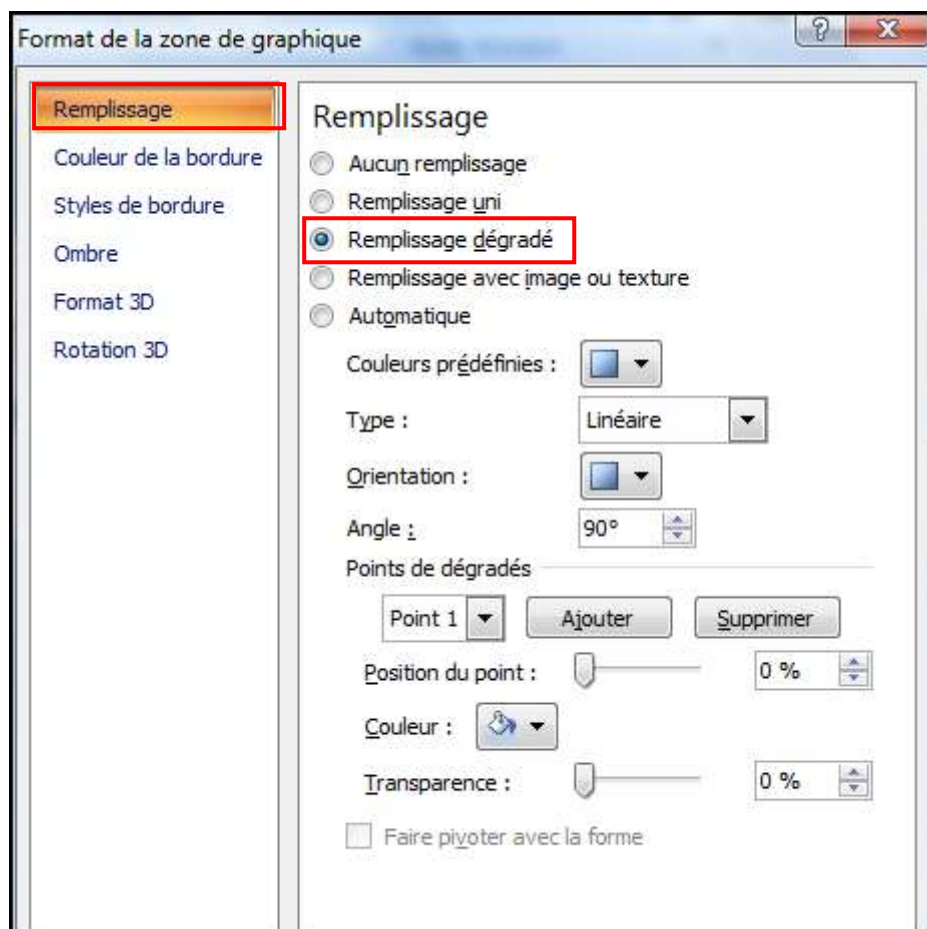 Format de la zone de graphique
Remplissage
Couleur de la bordure
Styles de bordure
Ombre
Format 3D
Rotation 3D
Remplissage
Aucun remplissage
Remplissage uni
Remplissage dégradé
Remplissage avec image ou texture
Automatique
Couleurs prédéfinies :
Type : Linéaire
Orientation :
Angle : 90°
Points de dégradés
Point 1 Ajouter Supprimer
Position du point : 0 %
Couleur :
Transparence : 0 %
Faire pivoter avec la forme